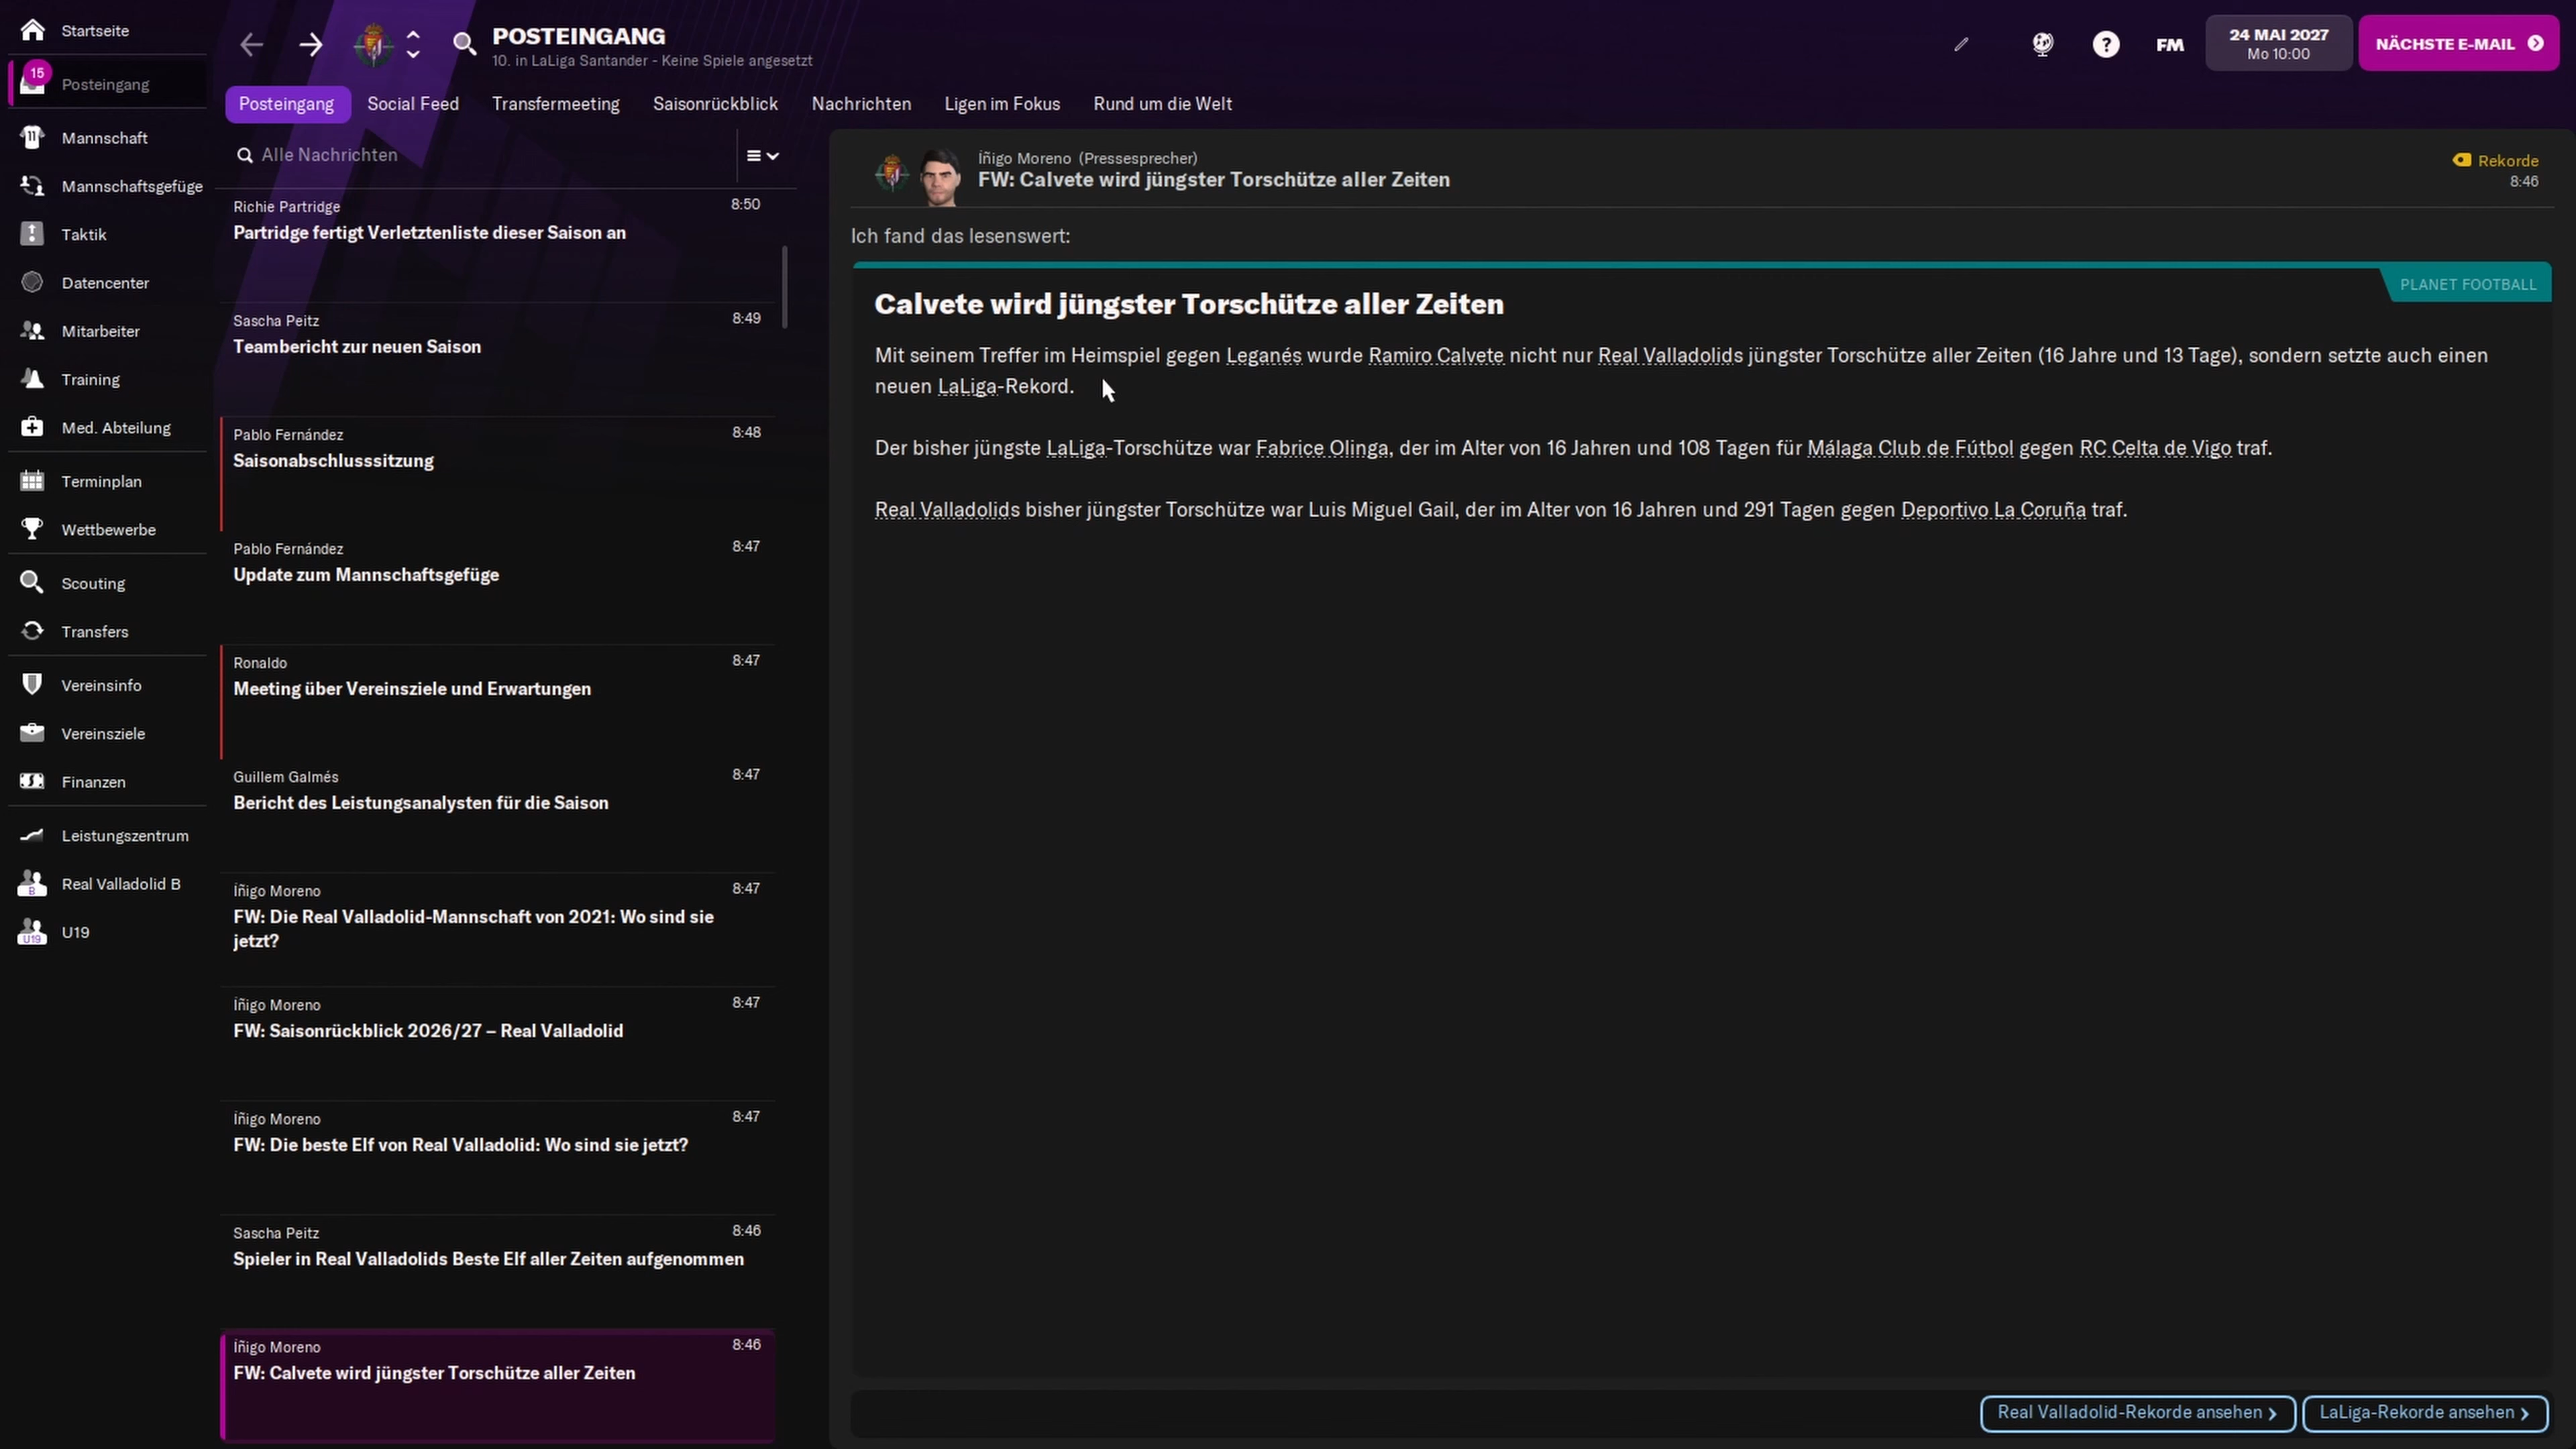 Startseite
15
Posteingang
Mannschaft
Mannschaftsgefüge
Taktik
Datencenter
Mitarbeiter
Training
Med. Abteilung
Terminplan
Wettbewerbe
Scouting
Transfers
Vereinsinfo
Vereinsziele
Finanzen
Leistungszentrum
B
Real Valladolid B
U19
U19
POSTEINGANG
10. in LaLiga Santander - Keine Spiele angesetzt
FM
24 MAI 2027
Mo 10:00
NÄCHSTE E-MAIL
Posteingang Social Feed Transfermeeting Saisonrückblick Nachrichten Ligen im Fokus Rund um die Welt
Alle Nachrichten
Richie Partridge 8:50
Partridge fertigt Verletztenliste dieser Saison an
Sascha Peitz 8:49
Teambericht zur neuen Saison
Pablo Fernández 8:48
Saisonabschlusssitzung
Pablo Fernández 8:47
Update zum Mannschaftsgefüge
Ronaldo 8:47
Meeting über Vereinsziele und Erwartungen
Guillem Galmés 8:47
Bericht des Leistungsanalysten für die Saison
Íñigo Moreno 8:47
FW: Die Real Valladolid-Mannschaft von 2021: Wo sind sie
jetzt?
Íñigo Moreno 8:47
FW: Saisonrückblick 2026/27 – Real Valladolid
Íñigo Moreno 8:47
FW: Die beste Elf von Real Valladolid: Wo sind sie jetzt?
Sascha Peitz 8:46
Spieler in Real Valladolids Beste Elf aller Zeiten aufgenommen
Íñigo Moreno 8:46
FW: Calvete wird jüngster Torschütze aller Zeiten
Íñigo Moreno (Pressesprecher)
FW: Calvete wird jüngster Torschütze aller Zeiten
Rekorde
8:46
Ich fand das lesenswert:
PLANET FOOTBALL
Calvete wird jüngster Torschütze aller Zeiten
Mit seinem Treffer im Heimspiel gegen Leganés wurde Ramiro Calvete nicht nur Real Valladolids jüngster Torschütze aller Zeiten (16 Jahre und 13 Tage), sondern setzte auch einen
neuen LaLiga-Rekord.
Der bisher jüngste LaLiga-Torschütze war Fabrice Olinga, der im Alter von 16 Jahren und 108 Tagen für Málaga Club de Fútbol gegen RC Celta de Vigo traf.
Real Valladolids bisher jüngster Torschütze war Luis Miguel Gail, der im Alter von 16 Jahren und 291 Tagen gegen Deportivo La Coruña traf.
Real Valladolid-Rekorde ansehen
LaLiga-Rekorde ansehen